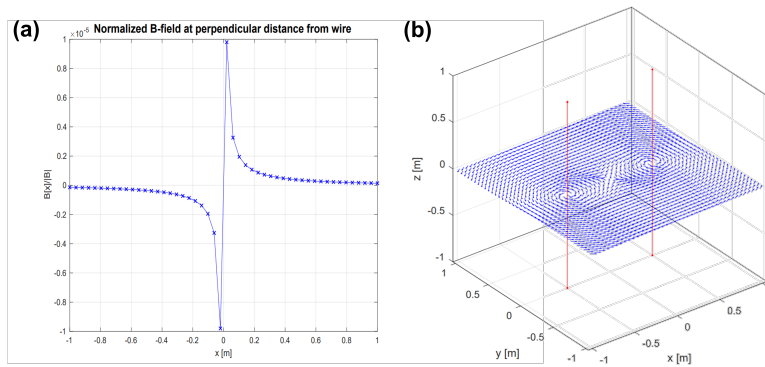 (a)
Normalized B-field at perpendicular distance from wire
×10⁻⁵
1
0.8
0.6
0.4
0.2
0
-0.2
-0.4
-0.6
-0.8
-1
B(x)/|B|
-1 -0.8 -0.6 -0.4 -0.2 0 0.2 0.4 0.6 0.8 1
x [m]
(b)
1
0.5
0
-0.5
-1
z [m]
1
0.5
0
-0.5
-1
y [m]
-1
-0.5
0
0.5
x [m]